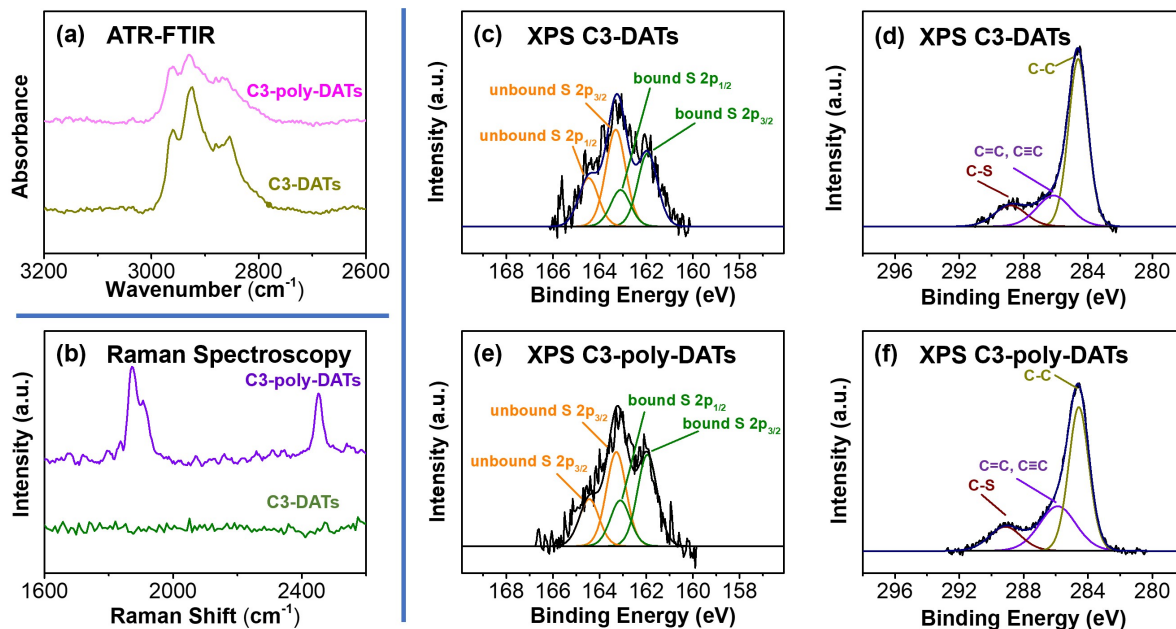 (a) ATR-FTIR
C3-poly-DATs
C3-DATs
Absorbance
3200 3000 2800 2600
Wavenumber (cm⁻¹)
(b) Raman Spectroscopy
C3-poly-DATs
C3-DATs
Intensity (a.u.)
1600 2000 2400
Raman Shift (cm⁻¹)
(c) XPS C3-DATs
bound S 2p₁/₂
unbound S 2p₃/₂
bound S 2p₃/₂
unbound S 2p₁/₂
Intensity (a.u.)
168 166 164 162 160 158
Binding Energy (eV)
(d) XPS C3-DATs
C-C
C=C, C≡C
C-S
Intensity (a.u.)
296 292 288 284 280
Binding Energy (eV)
(e) XPS C3-poly-DATs
unbound S 2p₃/₂
bound S 2p₁/₂
bound S 2p₃/₂
unbound S 2p₃/₂
Intensity (a.u.)
168 166 164 162 160 158
Binding Energy (eV)
(f) XPS C3-poly-DATs
C-C
C=C, C≡C
C-S
Intensity (a.u.)
296 292 288 284 280
Binding Energy (eV)